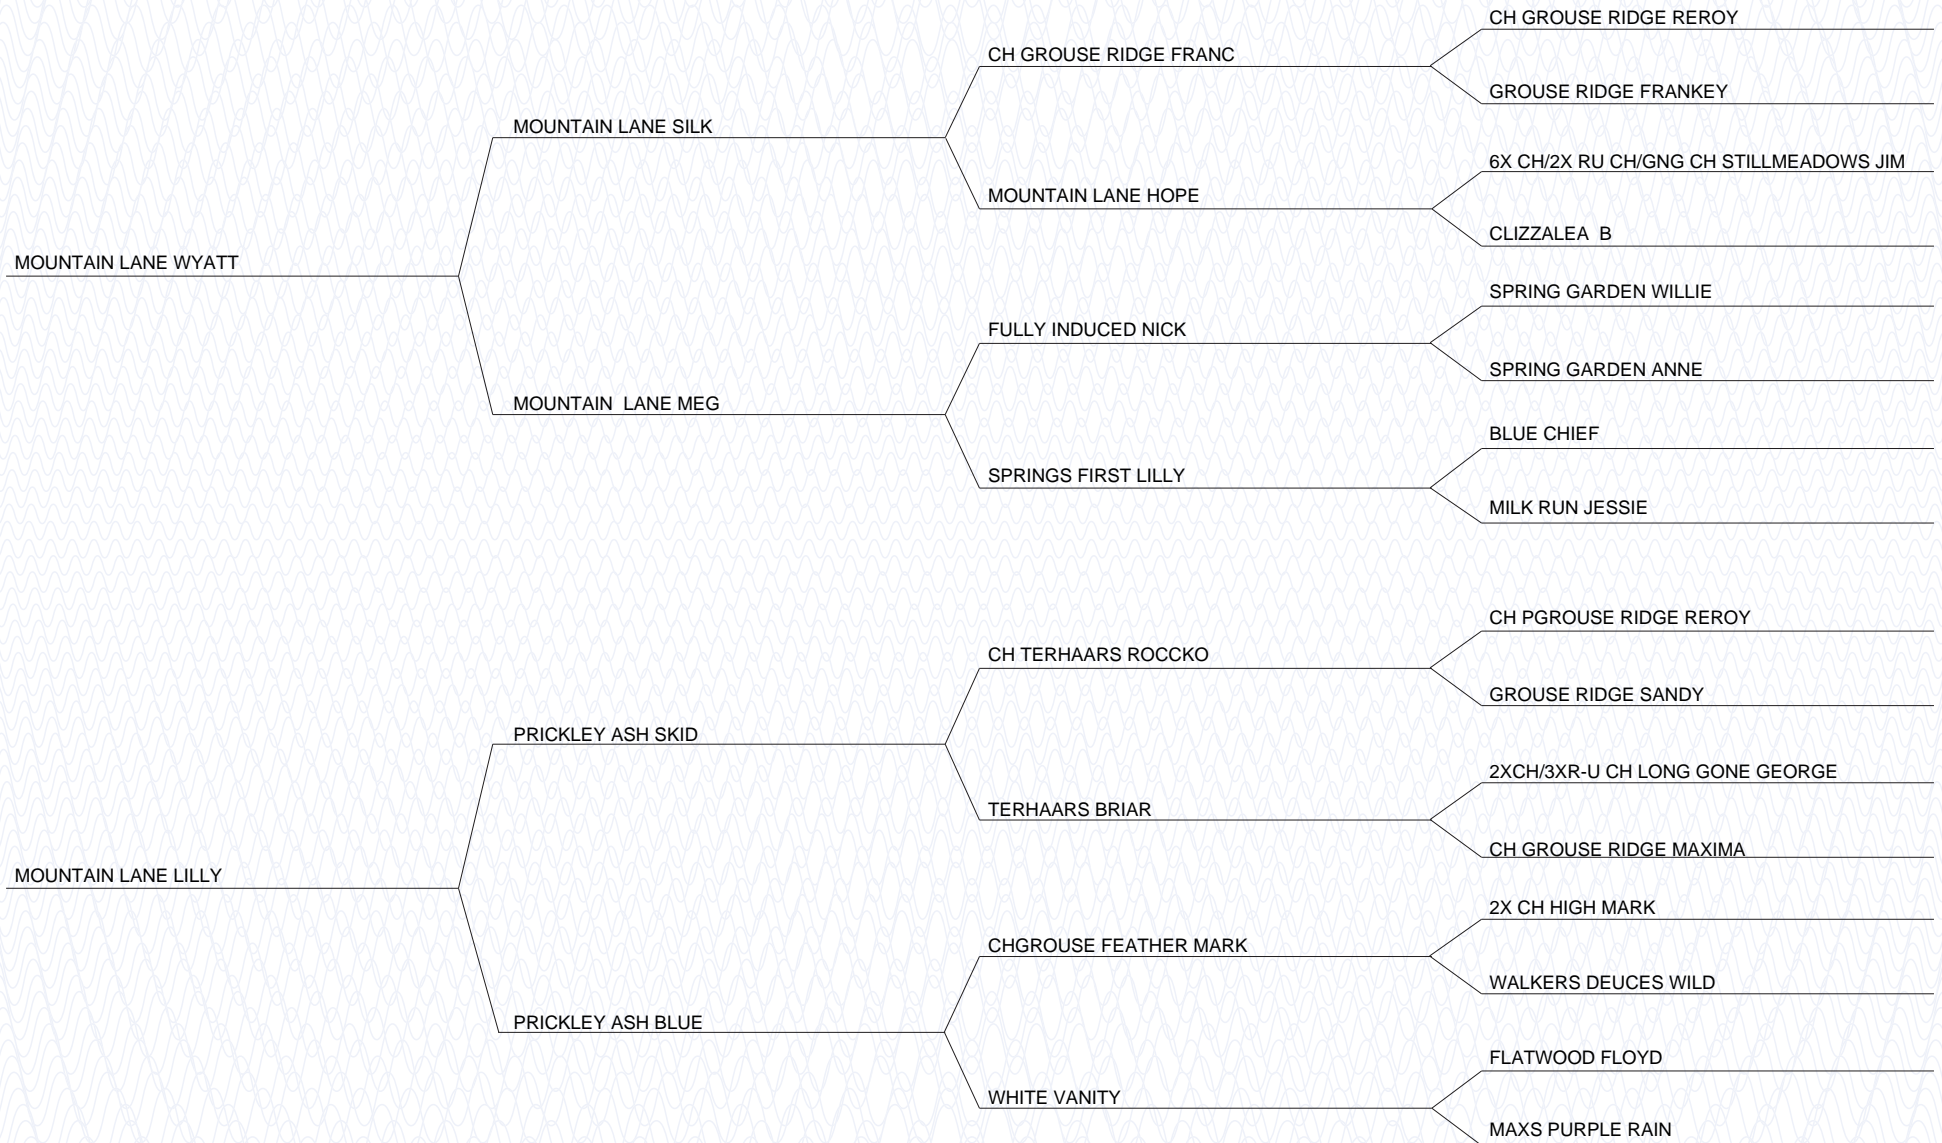 CH GROUSE RIDGE REROY
CH GROUSE RIDGE FRANC
GROUSE RIDGE FRANKEY
MOUNTAIN LANE SILK
6X CH/2X RU CH/GNG CH STILLMEADOWS JIM
MOUNTAIN LANE HOPE
CLIZZALEA  B
MOUNTAIN LANE WYATT
SPRING GARDEN WILLIE
FULLY INDUCED NICK
SPRING GARDEN ANNE
MOUNTAIN  LANE MEG
BLUE CHIEF
SPRINGS FIRST LILLY
MILK RUN JESSIE
CH PGROUSE RIDGE REROY
CH TERHAARS ROCCKO
GROUSE RIDGE SANDY
PRICKLEY ASH SKID
2XCH/3XR-U CH LONG GONE GEORGE
TERHAARS BRIAR
CH GROUSE RIDGE MAXIMA
MOUNTAIN LANE LILLY
2X CH HIGH MARK
CHGROUSE FEATHER MARK
WALKERS DEUCES WILD
PRICKLEY ASH BLUE
FLATWOOD FLOYD
WHITE VANITY
MAXS PURPLE RAIN